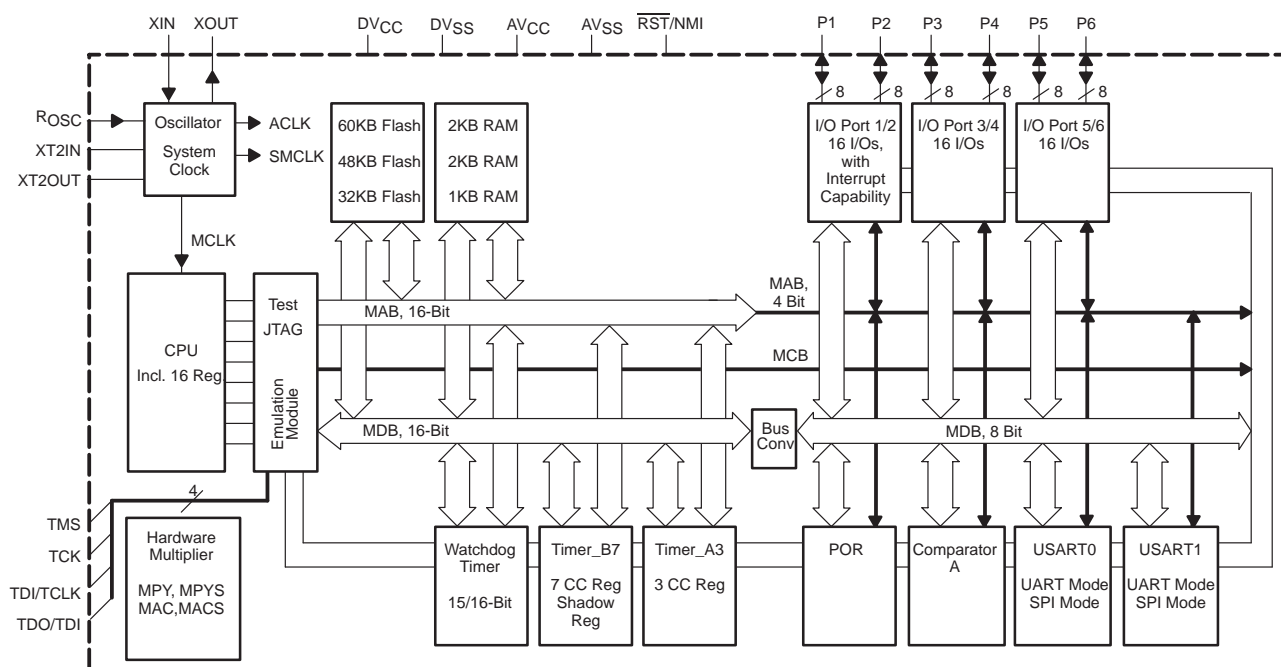 XIN
XOUT
DVCC
DVSS
AVCC
AVSS
RST/NMI
P1
P2
P3
P4
P5
P6
8
8
8
8
8
8
ROSC
XT2IN
XT2OUT
Oscillator
System
Clock
ACLK
SMCLK
60KB Flash
48KB Flash
32KB Flash
2KB RAM
2KB RAM
1KB RAM
I/O Port 1/2
16 I/Os,
with
Interrupt
Capability
I/O Port 3/4
16 I/Os
I/O Port 5/6
16 I/Os
MCLK
CPU
Incl. 16 Reg.
Test
JTAG
Emulation
Module
MAB, 16-Bit
MAB,
4 Bit
MCB
MDB, 16-Bit
Bus
Conv
MDB, 8 Bit
4
TMS
TCK
TDI/TCLK
TDO/TDI
Hardware
Multiplier
MPY, MPYS
MAC,MACS
Watchdog
Timer
15/16-Bit
Timer_B7
7 CC Reg
Shadow
Reg
Timer_A3
3 CC Reg
POR
Comparator
A
USART0
UART Mode
SPI Mode
USART1
UART Mode
SPI Mode